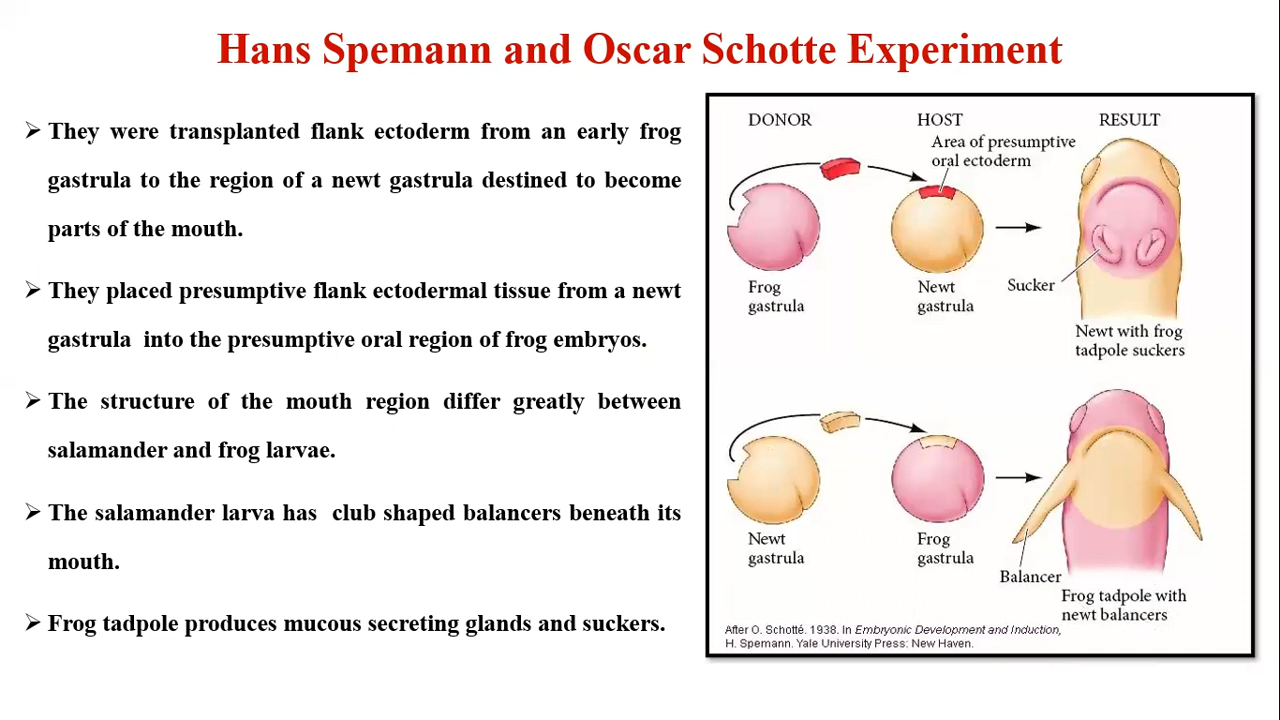 Hans Spemann and Oscar Schotte Experiment
➢ They were transplanted flank ectoderm from an early frog
gastrula to the region of a newt gastrula destined to become
parts of the mouth.
➢ They placed presumptive flank ectodermal tissue from a newt
gastrula into the presumptive oral region of frog embryos.
➢ The structure of the mouth region differ greatly between
salamander and frog larvae.
➢ The salamander larva has club shaped balancers beneath its
mouth.
➢ Frog tadpole produces mucous secreting glands and suckers.
DONOR
HOST
RESULT
Area of presumptive
oral ectoderm
Frog
gastrula
Newt
gastrula
Sucker
Newt with frog
tadpole suckers
Newt
gastrula
Frog
gastrula
Balancer
Frog tadpole with
newt balancers
After O. Schotté. 1938. In Embryonic Development and Induction,
H. Spemann. Yale University Press: New Haven.